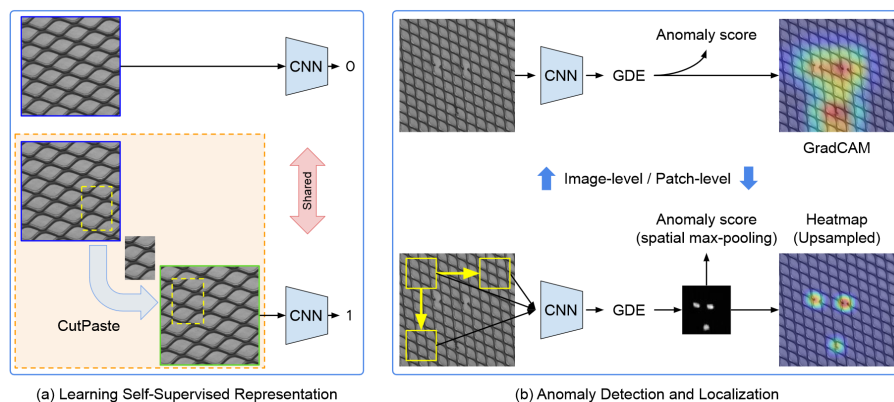 CNN
0
Shared
CutPaste
CNN
1
(a) Learning Self-Supervised Representation
CNN
GDE
Anomaly score
GradCAM
Image-level / Patch-level
CNN
GDE
Anomaly score
(spatial max-pooling)
Heatmap
(Upsampled)
(b) Anomaly Detection and Localization